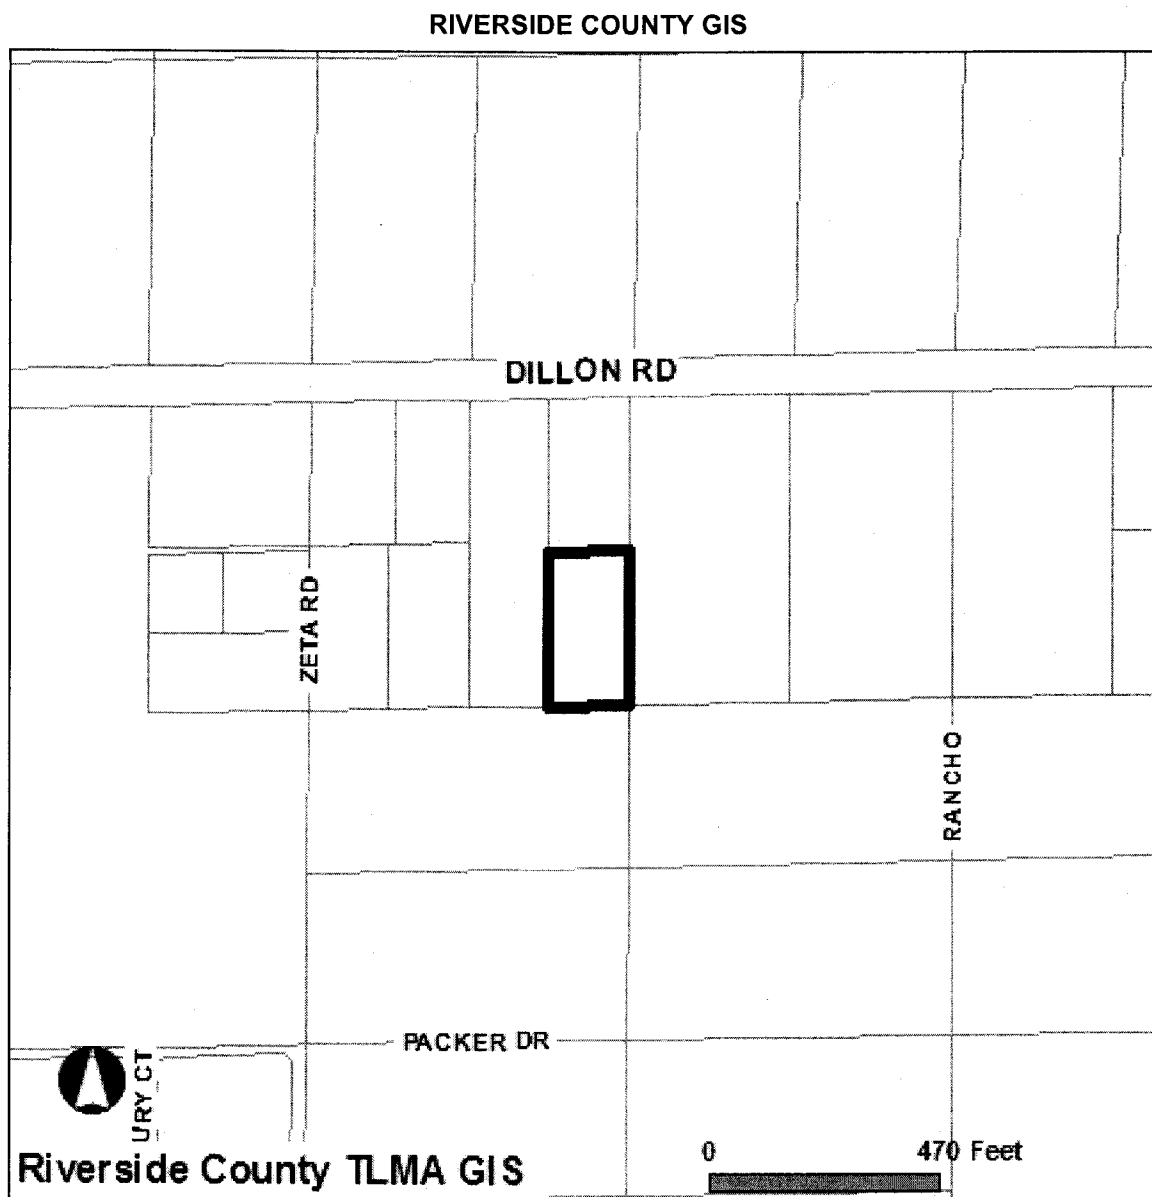 RIVERSIDE COUNTY GIS
DILLON RD
ZETA RD
RANCHO
PACKER DR
URY CT
Riverside County TLMA GIS
0 470 Feet